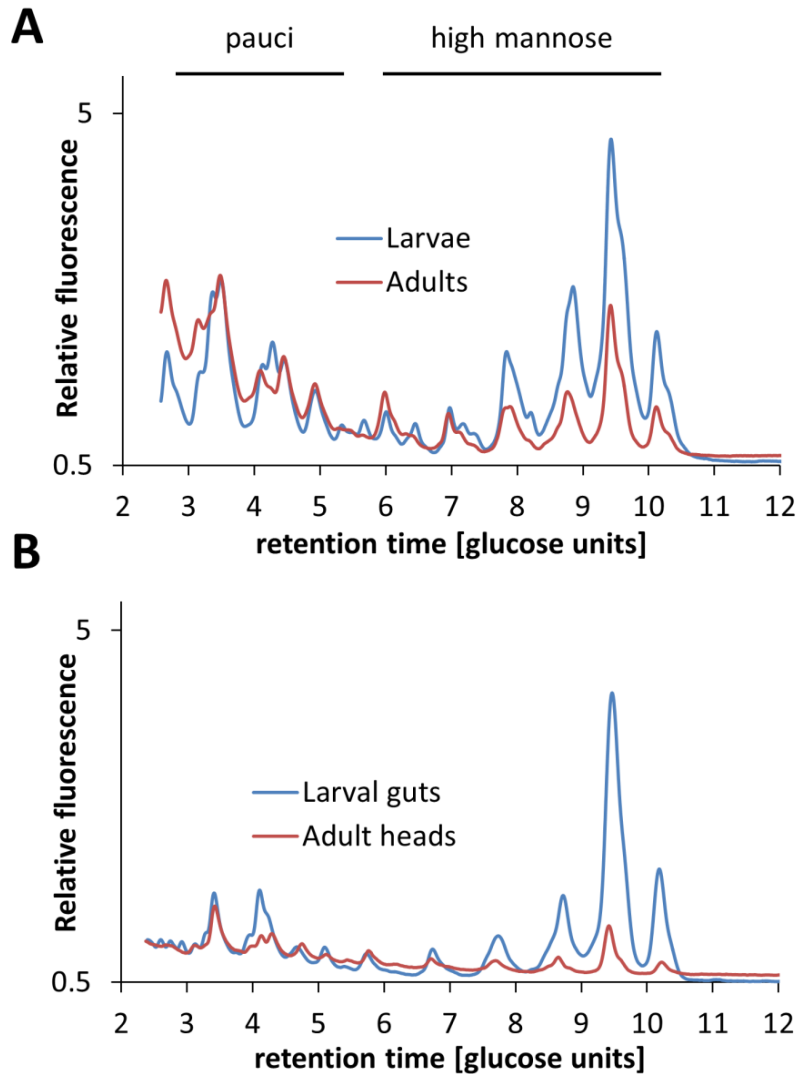 A
pauci high mannose
5
Relative fluorescence
Larvae
Adults
0.5
2 3 4 5 6 7 8 9 10 11 12
retention time [glucose units]
B
5
Relative fluorescence
Larval guts
Adult heads
0.5
2 3 4 5 6 7 8 9 10 11 12
retention time [glucose units]